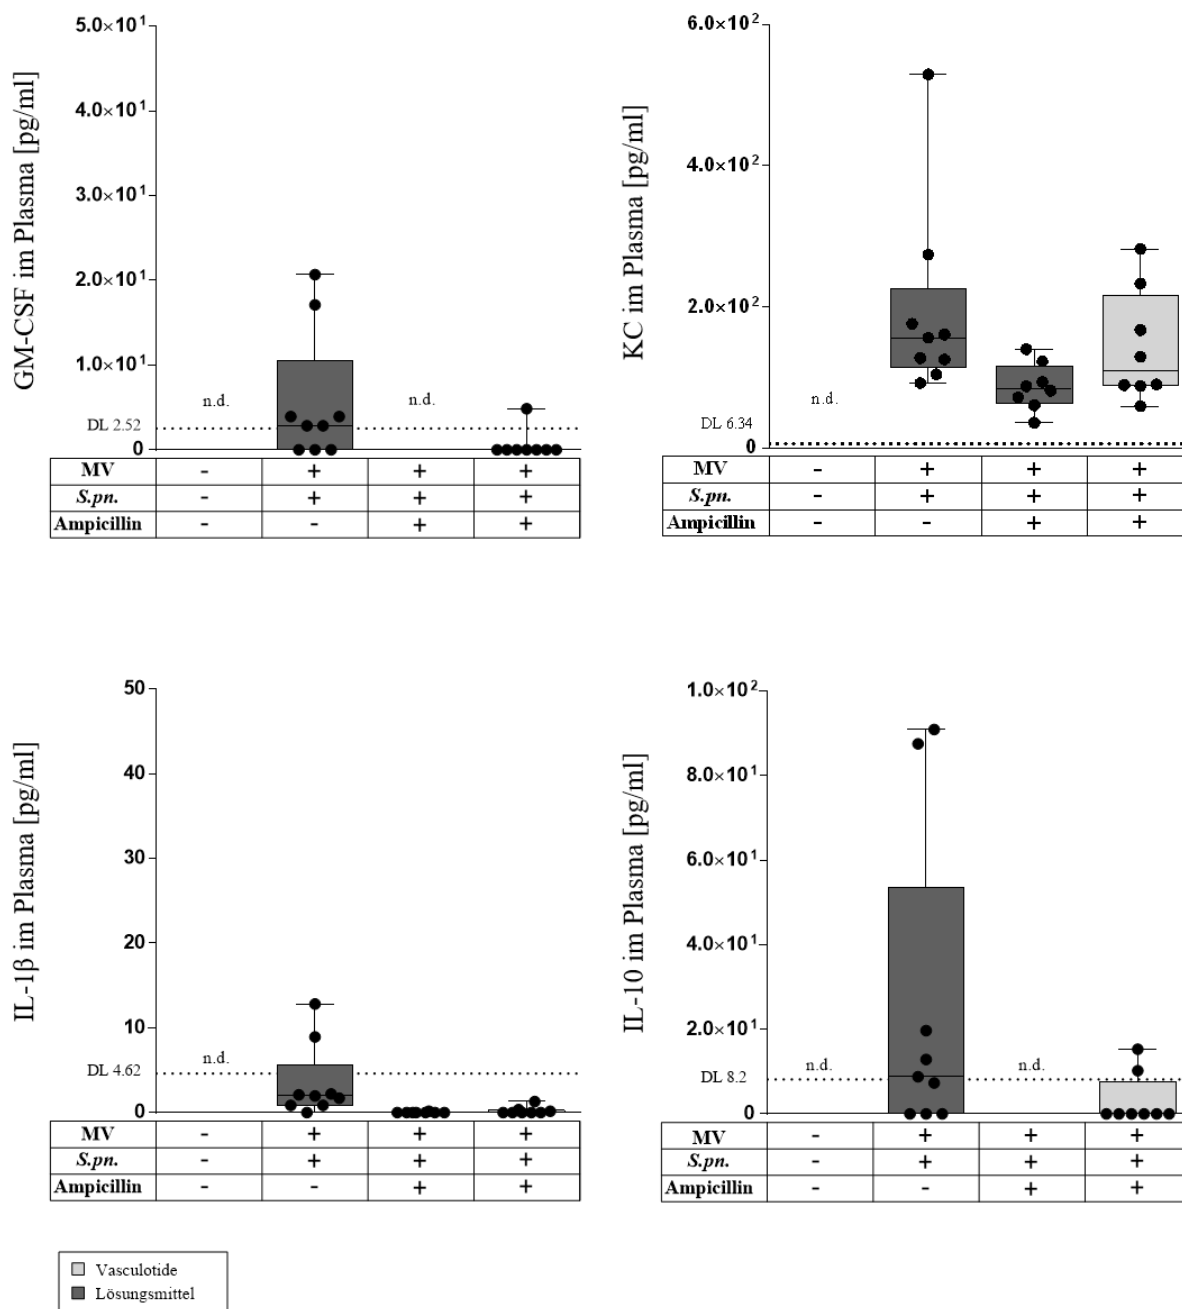 GM-CSF im Plasma [pg/ml]
5.0×10¹
4.0×10¹
3.0×10¹
2.0×10¹
1.0×10¹
0
DL 2.52
n.d.
n.d.
MV - + + +
S.pn. - + + +
Ampicillin - - + +
KC im Plasma [pg/ml]
6.0×10²
4.0×10²
2.0×10²
0
DL 6.34
n.d.
MV - + + +
S.pn. - + + +
Ampicillin - - + +
IL-1β im Plasma [pg/ml]
50
40
30
20
10
0
DL 4.62
n.d.
MV - + + +
S.pn. - + + +
Ampicillin - - + +
IL-10 im Plasma [pg/ml]
1.0×10²
8.0×10¹
6.0×10¹
4.0×10¹
2.0×10¹
0
DL 8.2
n.d.
n.d.
MV - + + +
S.pn. - + + +
Ampicillin - - + +
Vasculotide
Lösungsmittel